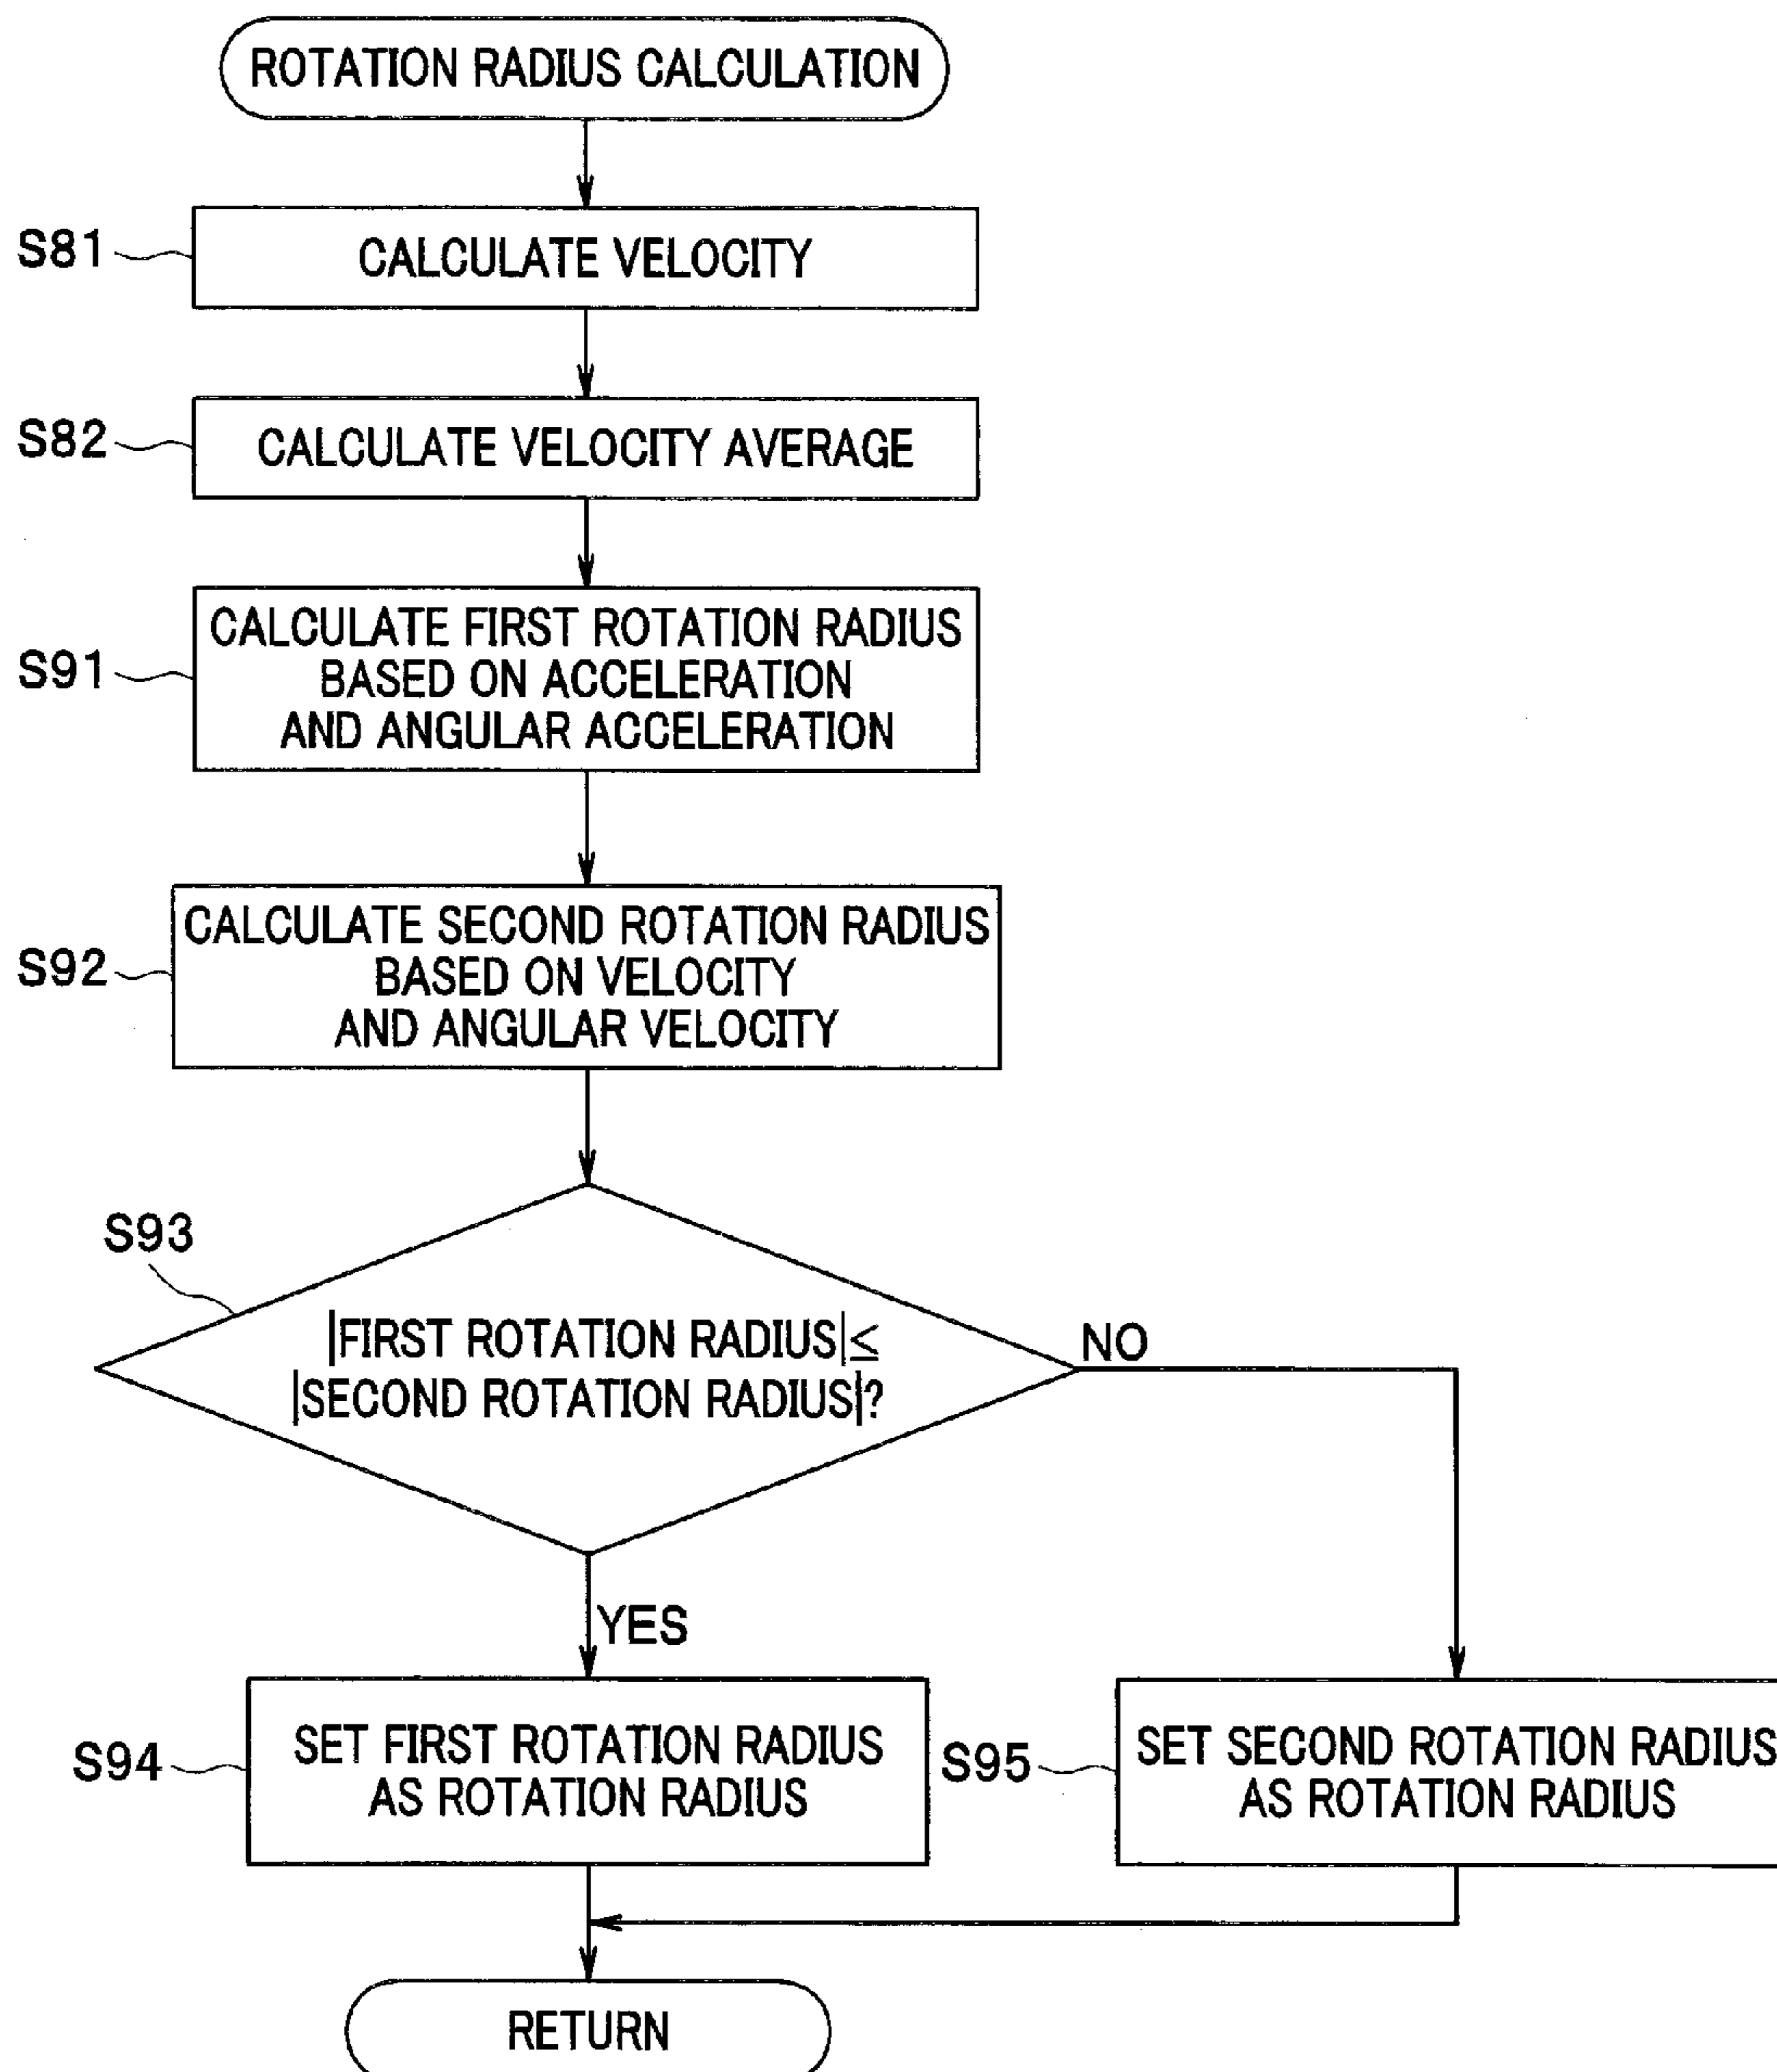 ROTATION RADIUS CALCULATION
S81
CALCULATE VELOCITY
S82
CALCULATE VELOCITY AVERAGE
S91
CALCULATE FIRST ROTATION RADIUS
BASED ON ACCELERATION
AND ANGULAR ACCELERATION
S92
CALCULATE SECOND ROTATION RADIUS
BASED ON VELOCITY
AND ANGULAR VELOCITY
S93
|FIRST ROTATION RADIUS|≤
|SECOND ROTATION RADIUS|?
NO
YES
S94
SET FIRST ROTATION RADIUS
AS ROTATION RADIUS
S95
SET SECOND ROTATION RADIUS
AS ROTATION RADIUS
RETURN